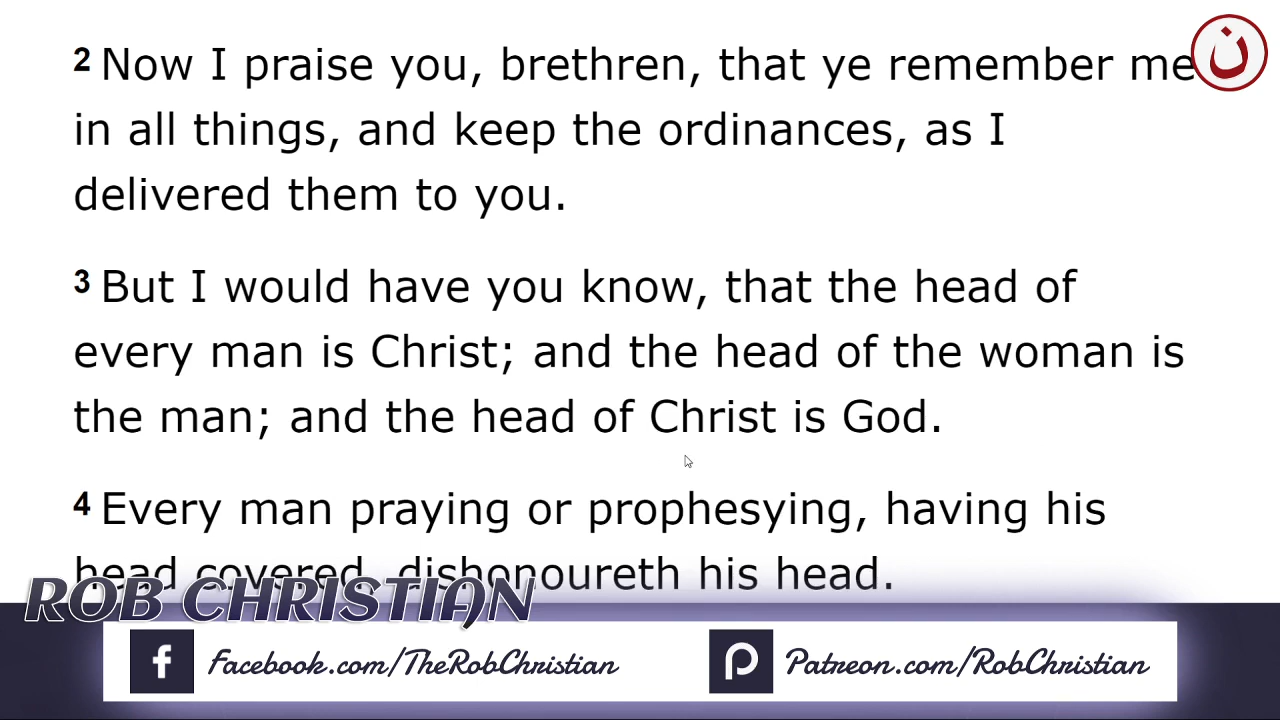 2 Now I praise you, brethren, that ye remember me
in all things, and keep the ordinances, as I
delivered them to you.
3 But I would have you know, that the head of
every man is Christ; and the head of the woman is
the man; and the head of Christ is God.
4 Every man praying or prophesying, having his
head covered, dishonoureth his head.
ROB CHRISTIAN
Facebook.com/TheRobChristian
Patreon.com/RobChristian
ن